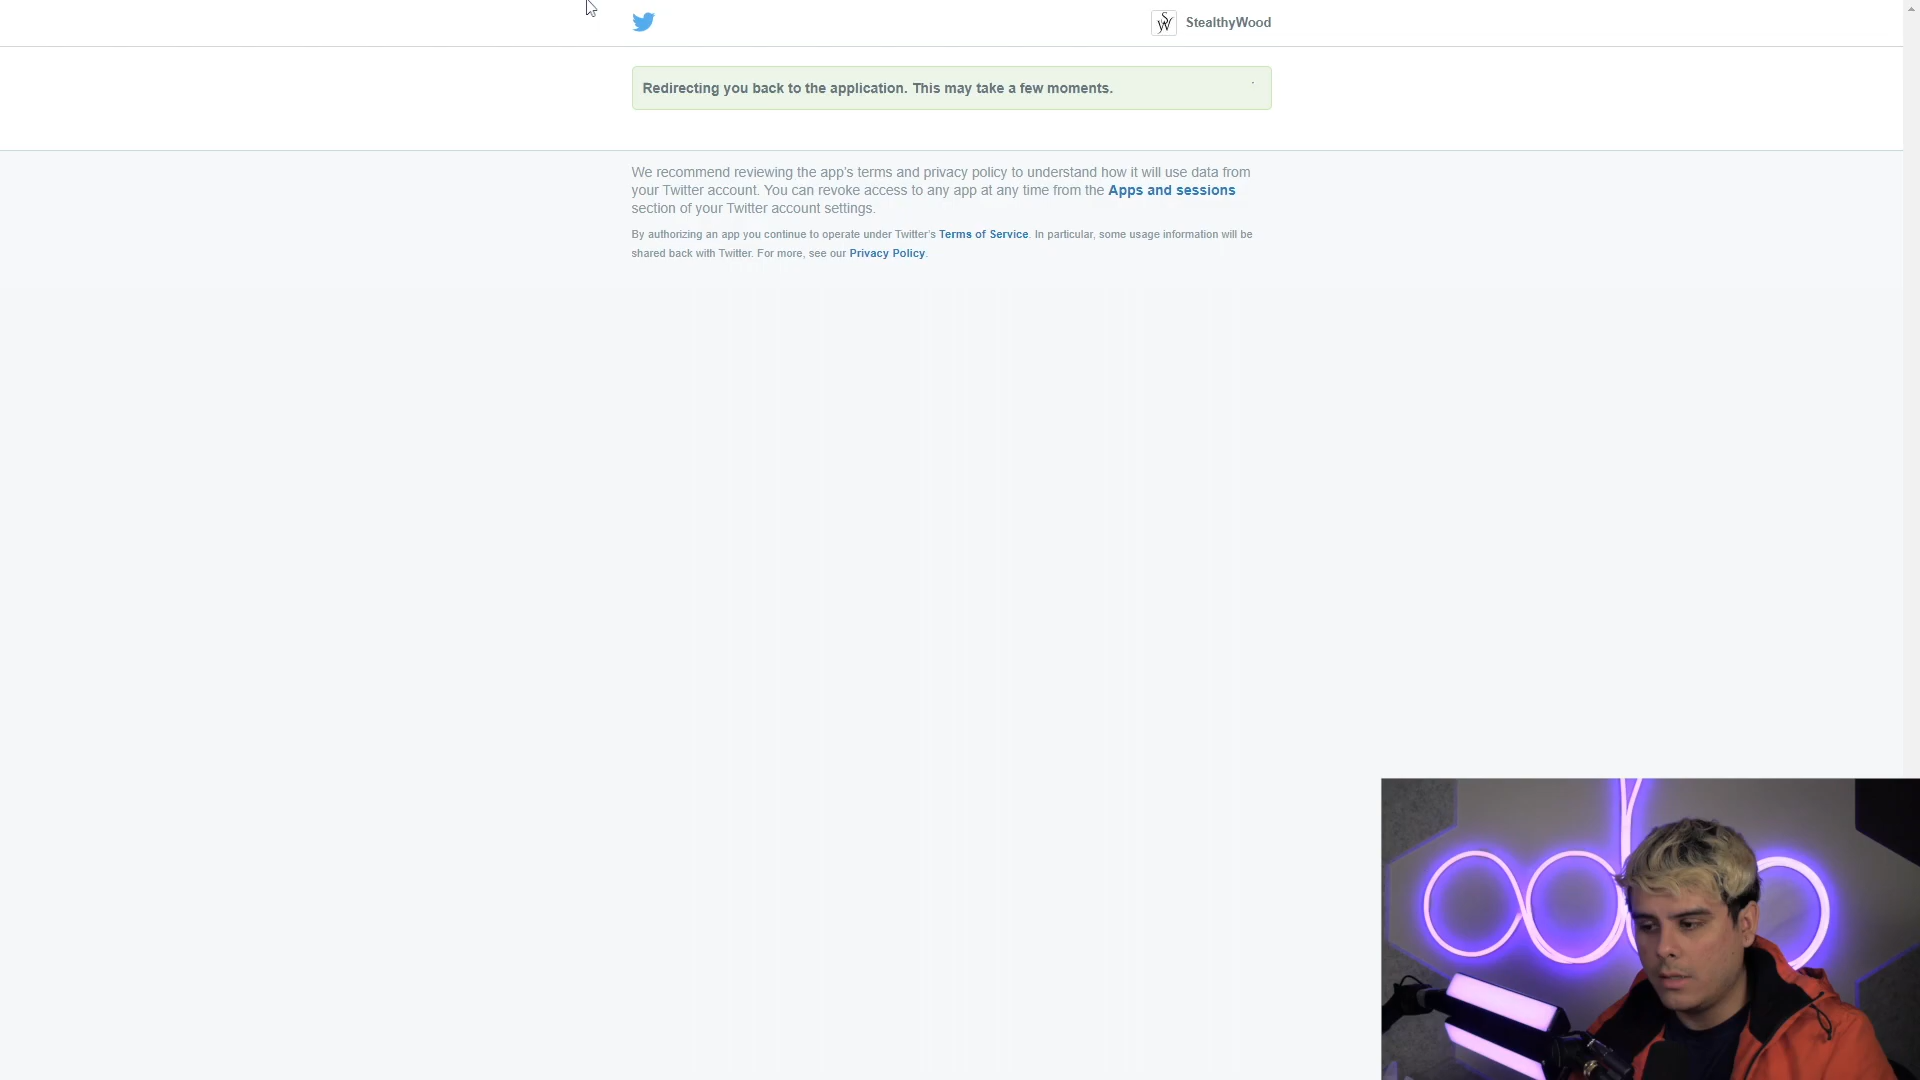 StealthyWood
Redirecting you back to the application. This may take a few moments.
We recommend reviewing the app's terms and privacy policy to understand how it will use data from
your Twitter account. You can revoke access to any app at any time from the Apps and sessions
section of your Twitter account settings.
By authorizing an app you continue to operate under Twitter's Terms of Service. In particular, some usage information will be
shared back with Twitter. For more, see our Privacy Policy.